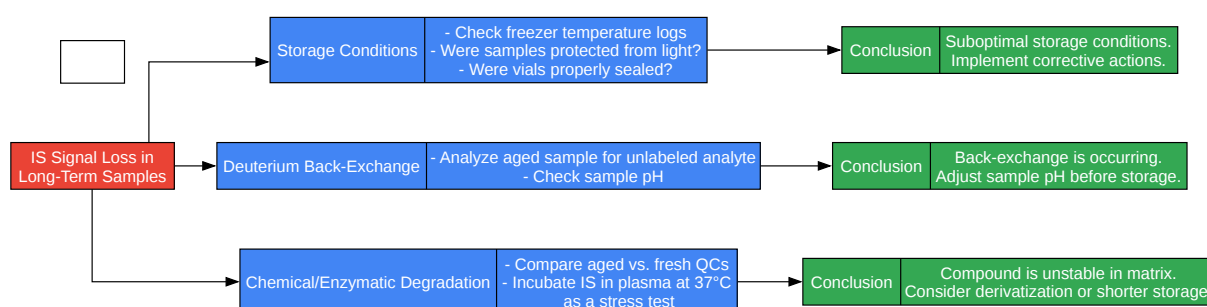 IS Signal Loss in
Long-Term Samples
Storage Conditions
- Check freezer temperature logs
- Were samples protected from light?
- Were vials properly sealed?
Conclusion
Suboptimal storage conditions.
Implement corrective actions.
Deuterium Back-Exchange
- Analyze aged sample for unlabeled analyte
- Check sample pH
Conclusion
Back-exchange is occurring.
Adjust sample pH before storage.
Chemical/Enzymatic Degradation
- Compare aged vs. fresh QCs
- Incubate IS in plasma at 37°C
as a stress test
Conclusion
Compound is unstable in matrix.
Consider derivatization or shorter storage